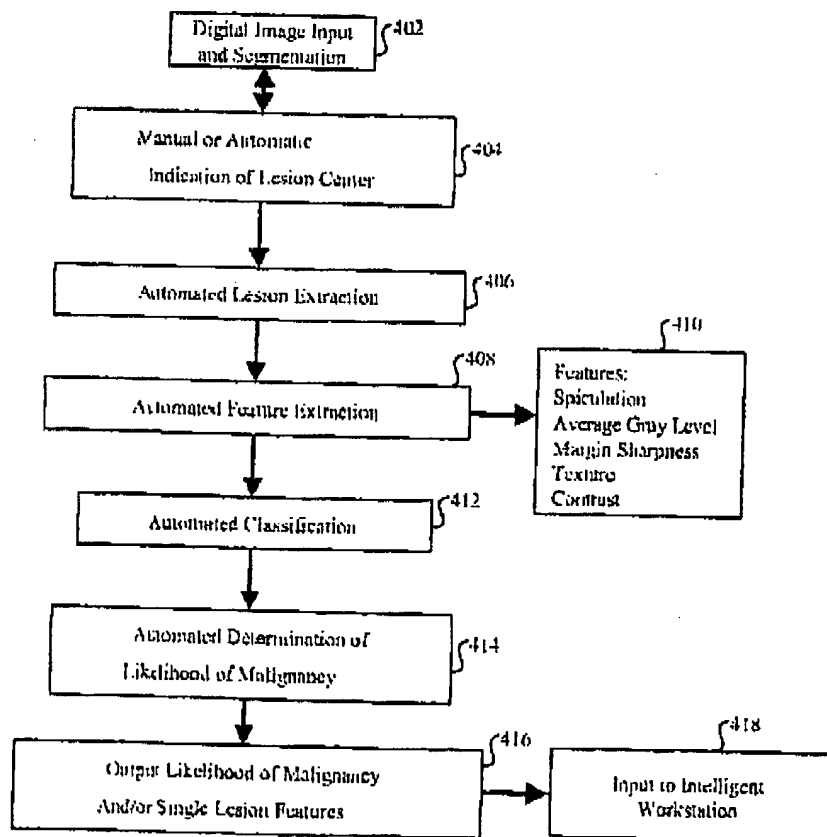 Digital Image Input
and Segmentation
402
Manual or Automatic
Indication of Lesion Center
404
Automated Lesion Extraction
406
Automated Feature Extraction
408
410
Features:
Spiculation
Average Gray Level
Margin Sharpness
Texture
Contrast
Automated Classification
412
Automated Determination of
Likelihood of Malignancy
414
Output Likelihood of Malignancy
And/or Single Lesion Features
416
418
Input to Intelligent
Workstation